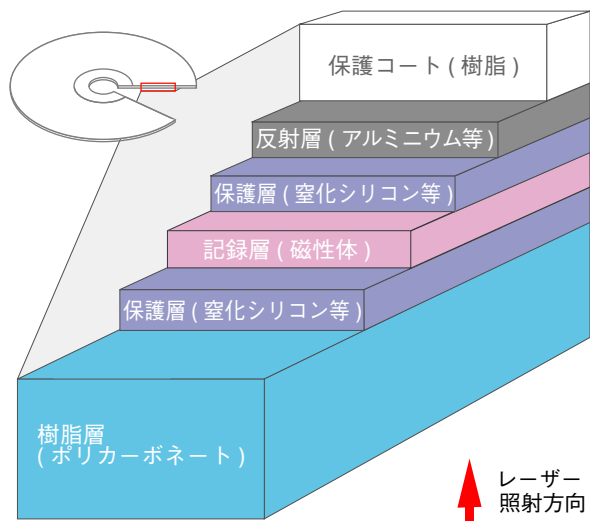 保護コート ( 樹脂 )
反射層 ( アルミニウム等 )
保護層 ( 窒化シリコン等 )
記録層 ( 磁性体 )
保護層 ( 窒化シリコン等 )
樹脂層
( ポリカーボネート )
レーザー
照射方向